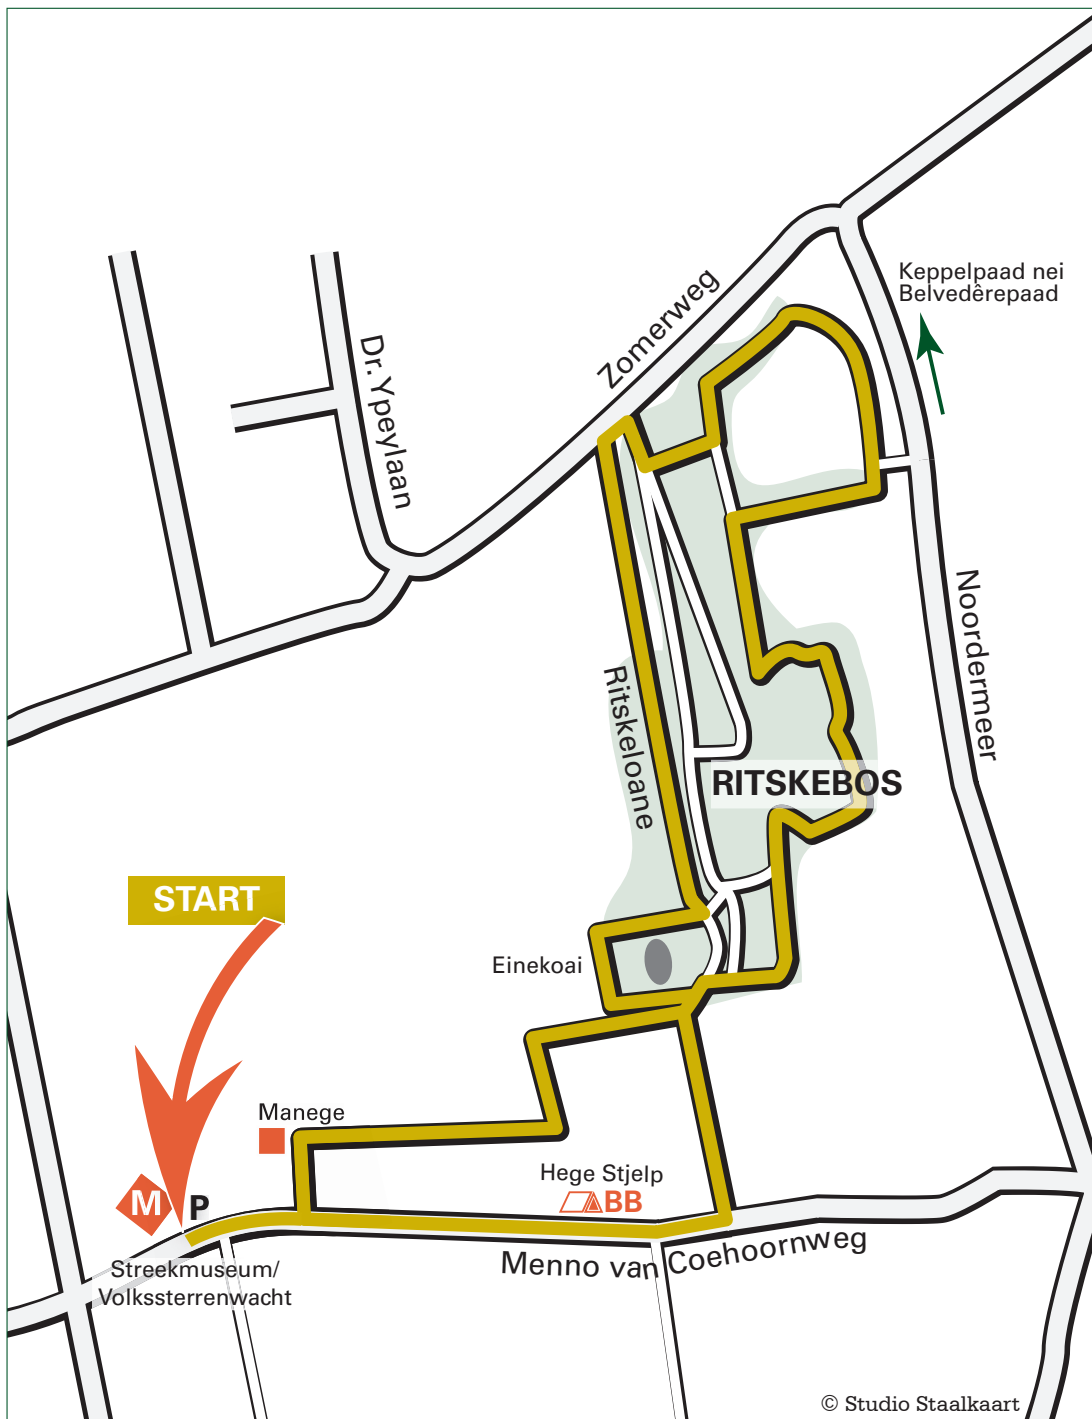 Keppelpaad nei
Belvedêrepaad
Zomerweg
Dr. Ypeylaan
Noordermeer
Ritskeloane
RITSKEBOS
START
Einekoai
Manege
Hege Stjelp
BB
M
P
Menno van Coehoornweg
Streekmuseum/
Volkssterrenwacht
© Studio Staalkaart